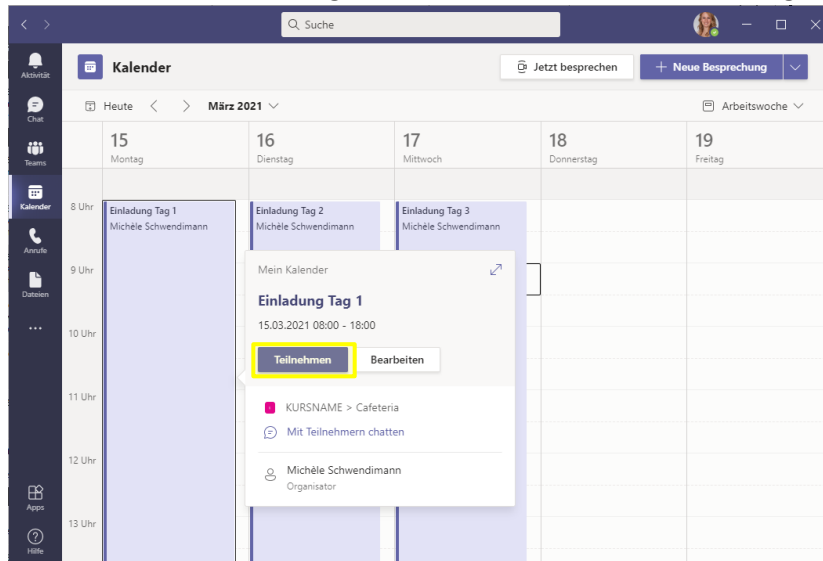 Suche
Aktivität
Chat
Teams
Kalender
Anrufe
Dateien
Apps
Hilfe
Kalender
Jetzt besprechen
+ Neue Besprechung
Heute
März 2021
Arbeitswoche
15
Montag
16
Dienstag
17
Mittwoch
18
Donnerstag
19
Freitag
8 Uhr
9 Uhr
10 Uhr
11 Uhr
12 Uhr
13 Uhr
Einladung Tag 1
Michèle Schwendimann
Einladung Tag 2
Michèle Schwendimann
Einladung Tag 3
Michèle Schwendimann
Mein Kalender
Einladung Tag 1
15.03.2021 08:00 - 18:00
Teilnehmen
Bearbeiten
KURSNAME > Cafeteria
Mit Teilnehmern chatten
Michèle Schwendimann
Organisator